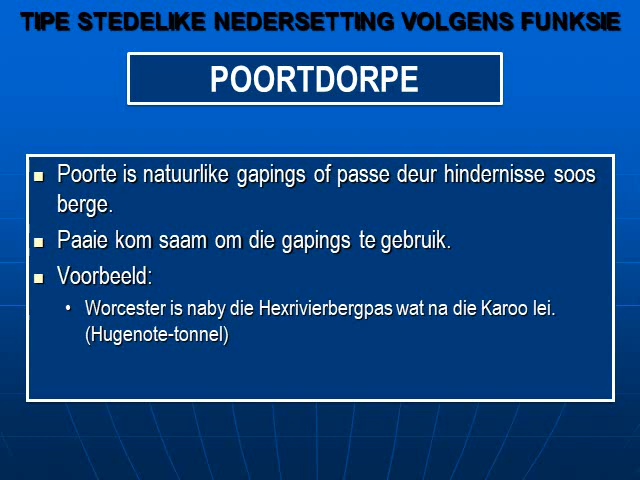 TIPE STEDELIKE NEDERSETTING VOLGENS FUNKSIE
POORTDORPE
Poorte is natuurlike gapings of passe deur hindernisse soos
berge.
Paaie kom saam om die gapings te gebruik.
Voorbeeld:
Worcester is naby die Hexrivierbergpas wat na die Karoo lei.
(Hugenote-tonnel)